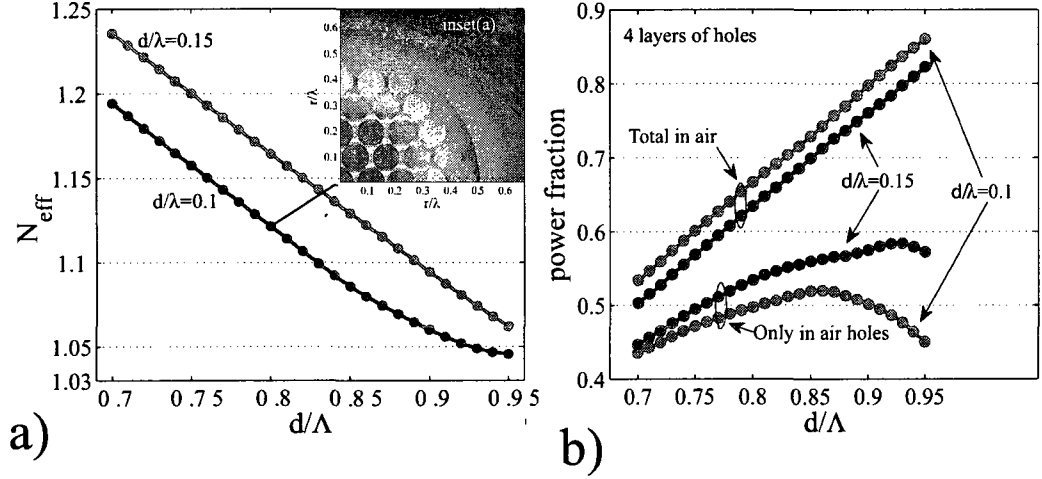 1.25
1.2
1.15
1.1
1.05
1.03
N_eff
d/λ=0.15
d/λ=0.1
inset(a)
r/λ
0.6
0.5
0.4
0.3
0.2
0.1
0.1 0.2 0.3 0.4 0.5 0.6
r/λ
0 7 0 75 0 8 0 85 0 9 0 95
d/Λ
a)
4 layers of holes
0.9
0.8
0.7
0.6
0.5
0.4
power fraction
Total in air
d/λ=0.15
d/λ=0.1
Only in air holes
0.7 0.75 0.8 0.85 0.9 0.95
d/Λ
b)